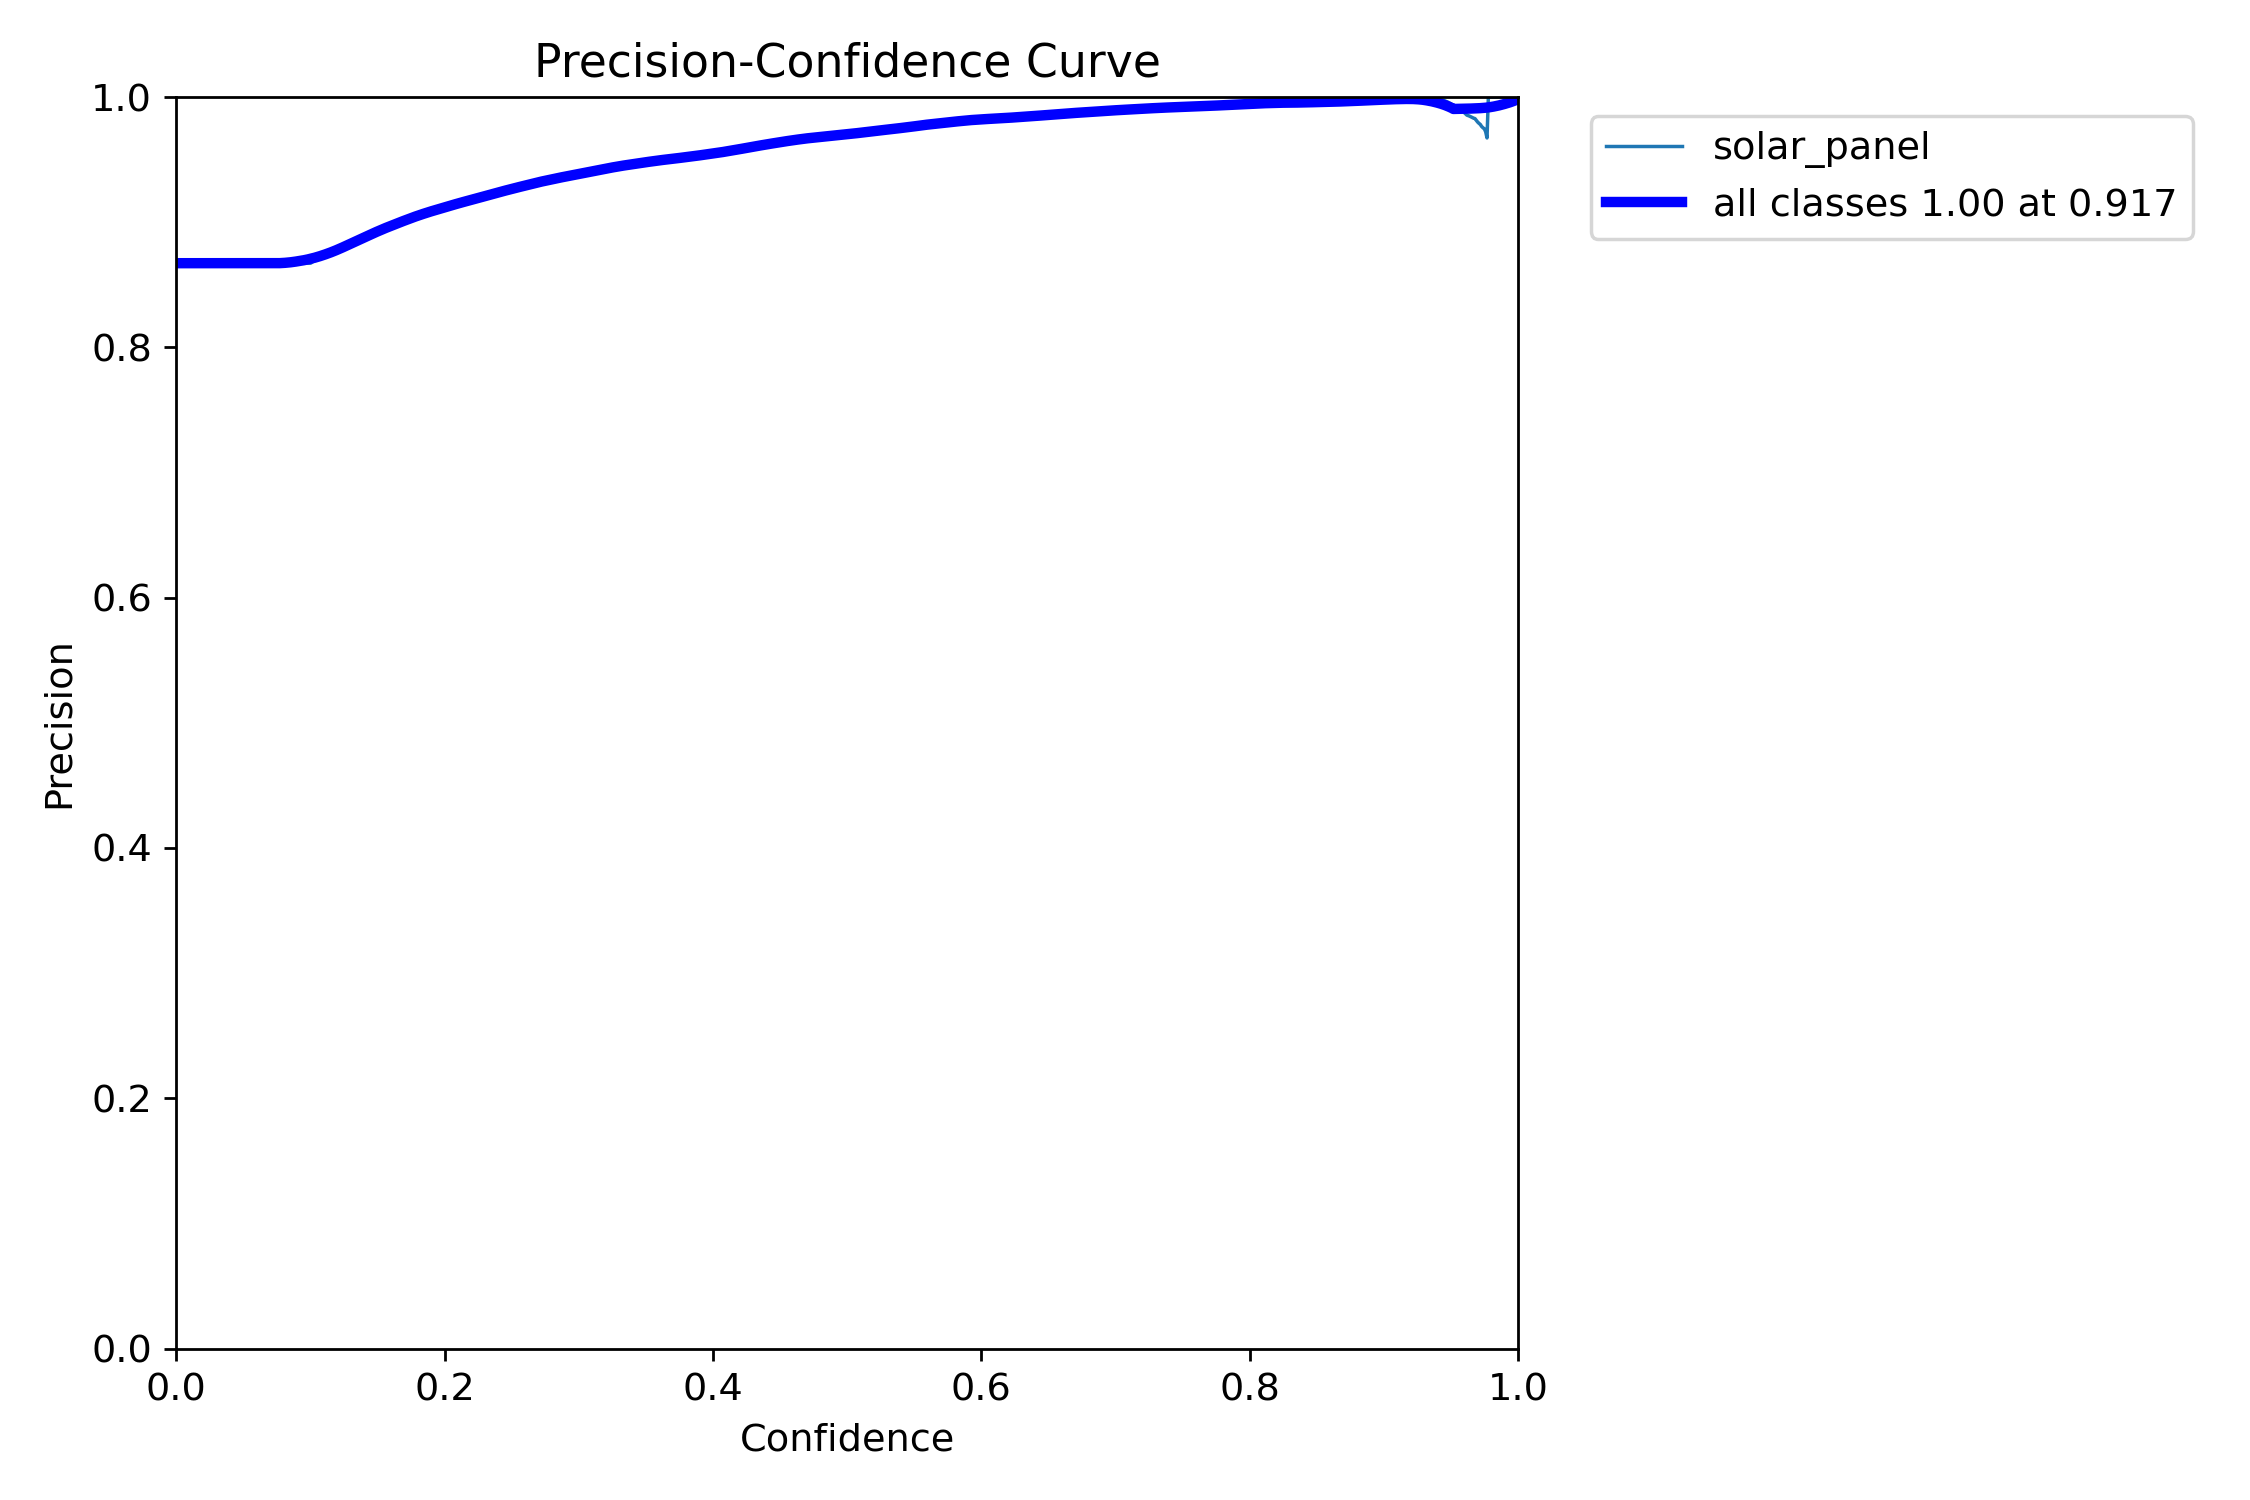 Precision-Confidence Curve
1.0
0.8
0.6
0.4
0.2
0.0
Precision
0.0 0.2 0.4 0.6 0.8 1.0
Confidence
solar_panel
all classes 1.00 at 0.917